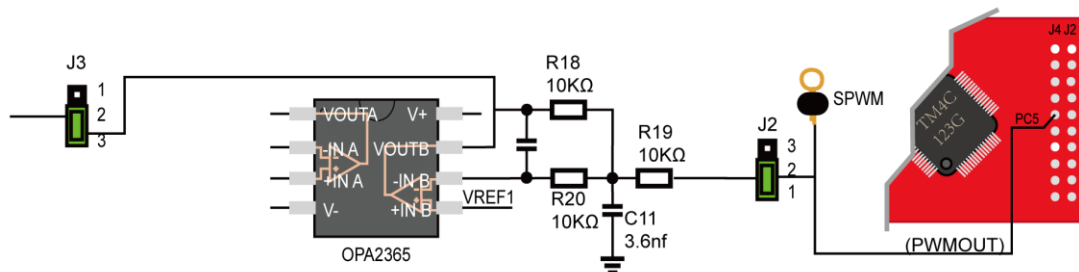 J3
1
2
3
VOUTA
-IN A
+IN A
V-
V+
VOUTB
-IN B
+IN B
OPA2365
VREF1
R18
10KΩ
R20
10KΩ
R19
10KΩ
C11
3.6nf
J2
3
2
1
SPWM
TM4C
123G
J4 J2
PC5
(PWMOUT)